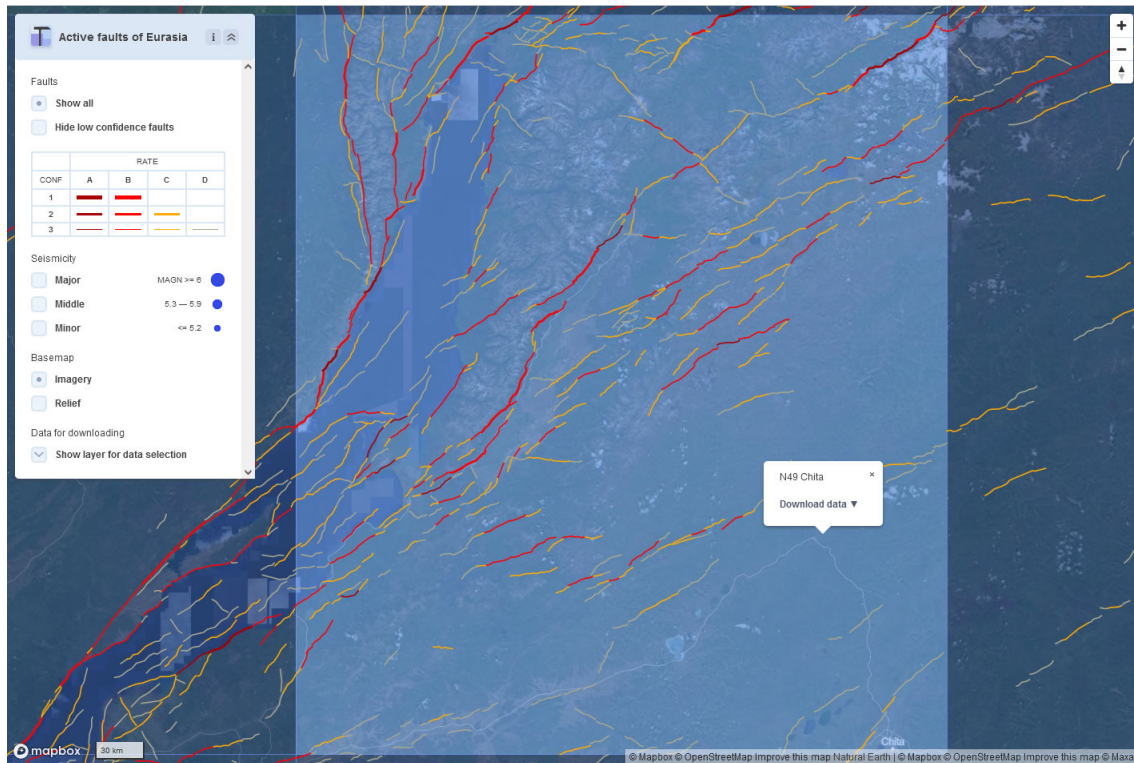 Active faults of Eurasia i
Faults
Show all
Hide low confidence faults
RATE
CONF A B C D
1
2
3
Seismicity
Major MAGN >= 6
Middle 5.3 — 5.9
Minor <= 5.2
Basemap
Imagery
Relief
Data for downloading
Show layer for data selection
N49 Chita ×
Download data ▼
Chita
mapbox
30 km
© Mapbox © OpenStreetMap Improve this map Natural Earth | © Mapbox © OpenStreetMap Improve this map © Maxa